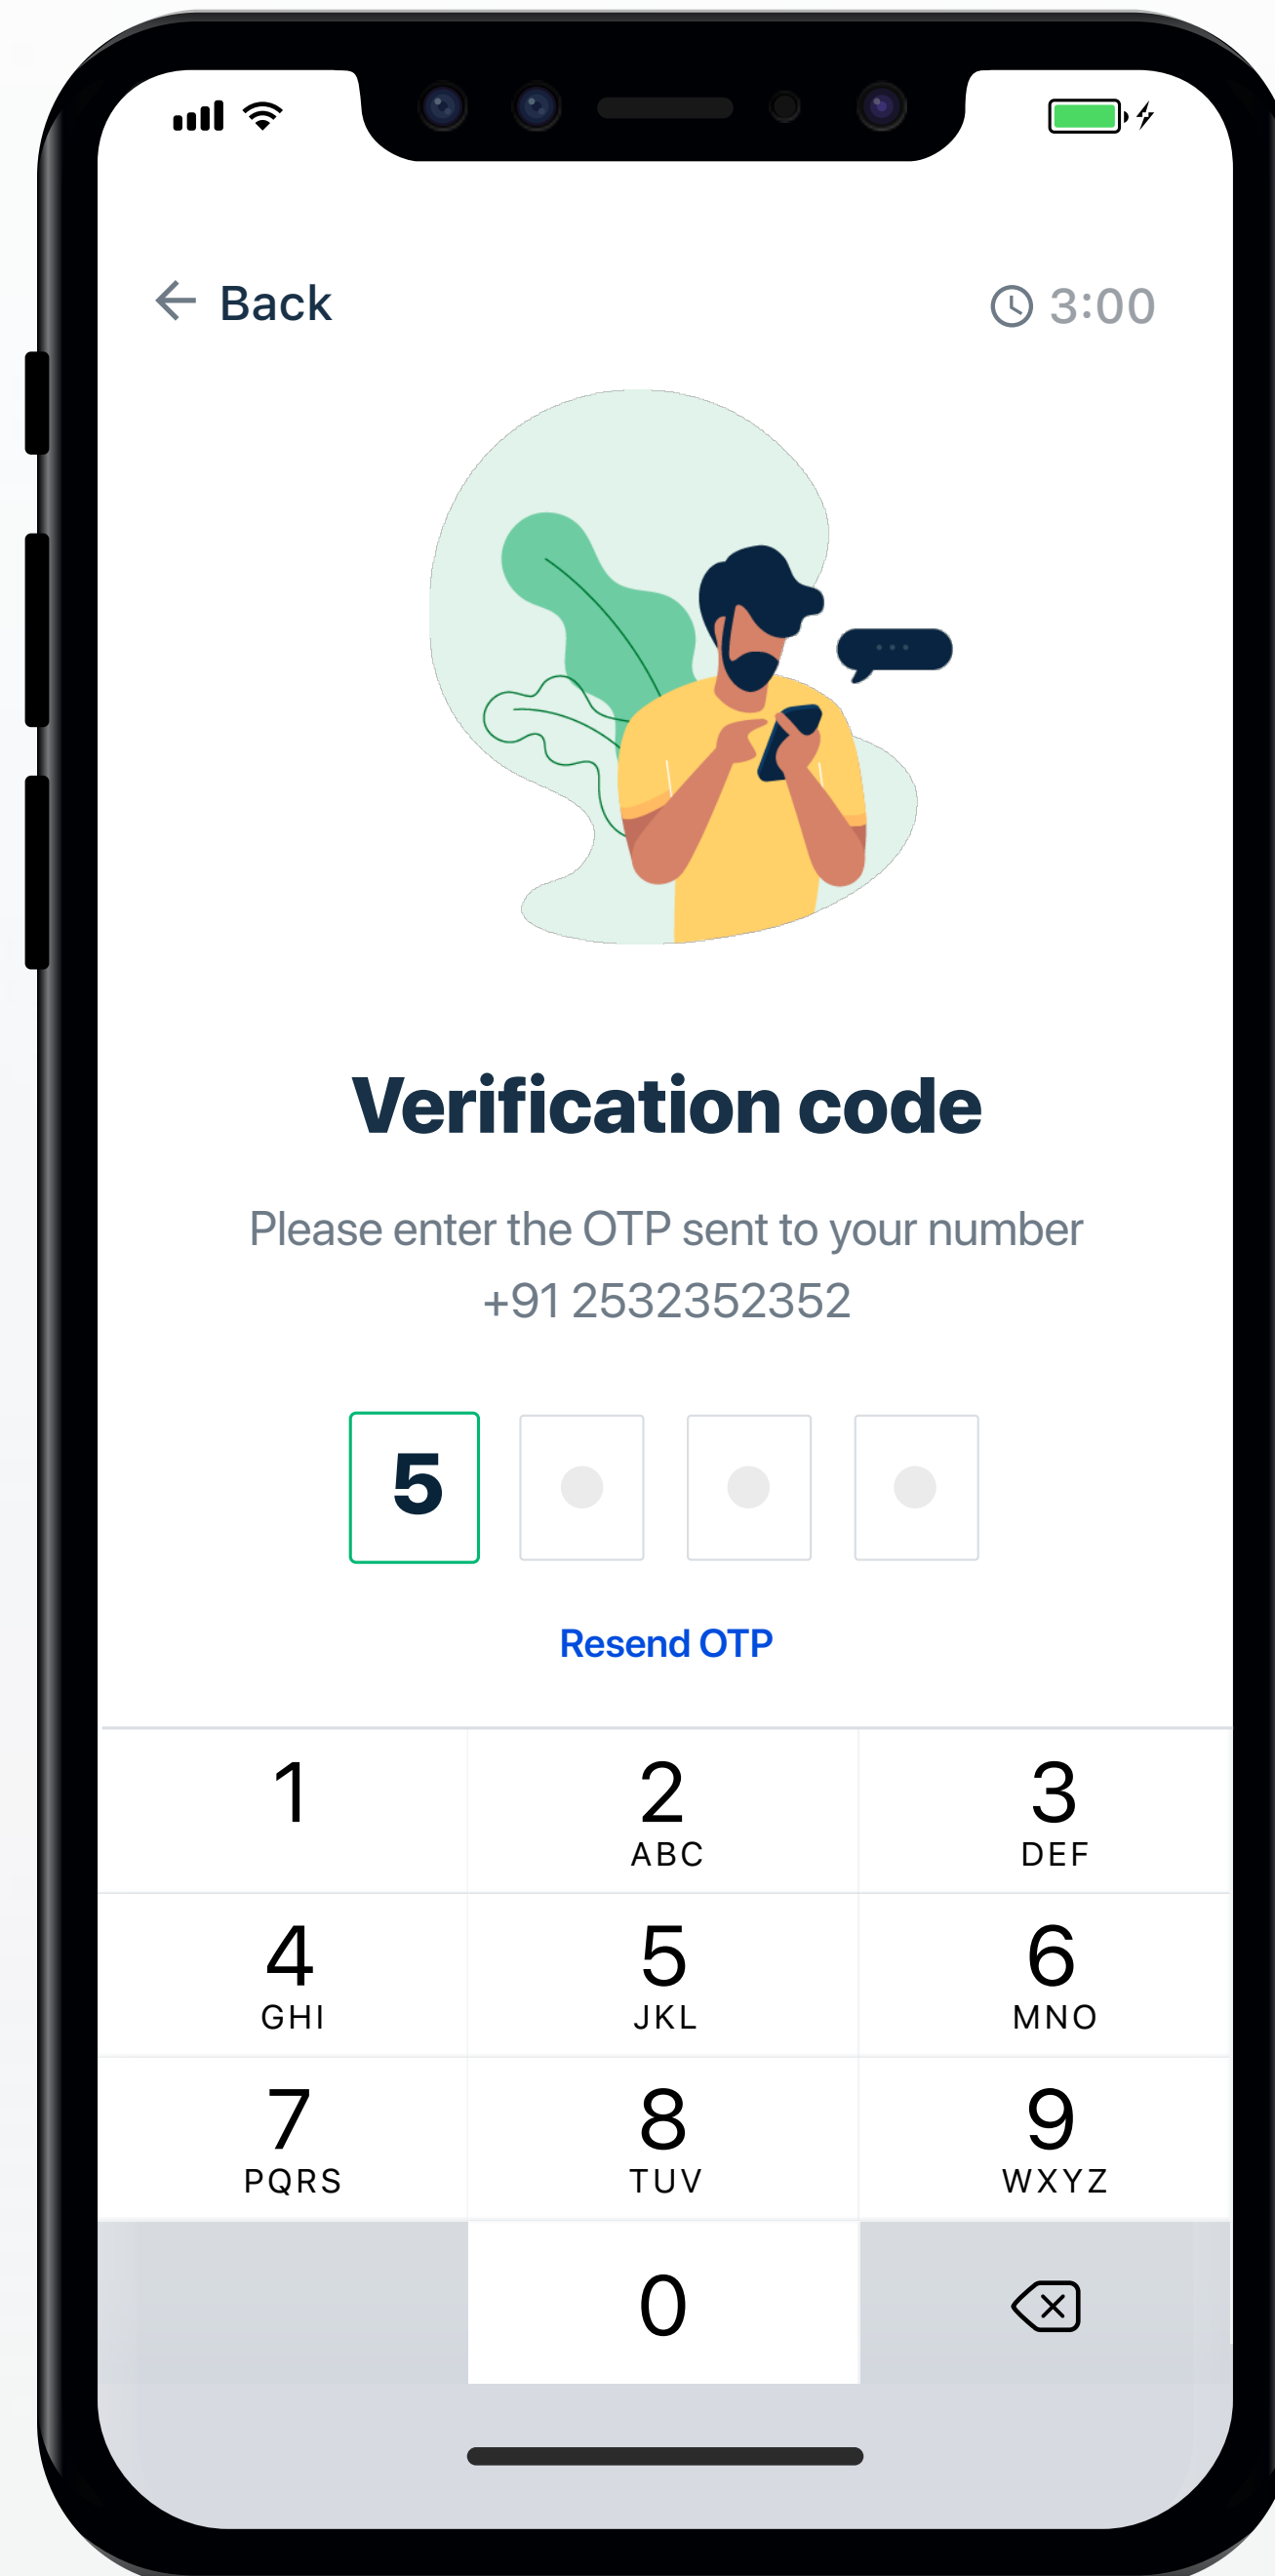 Back
3:00
Verification code
Please enter the OTP sent to your number
+91 2532352352
5
Resend OTP
1
2
3
ABC
DEF
4
5
6
GHI
JKL
MNO
7
8
9
PQRS
TUV
WXYZ
0